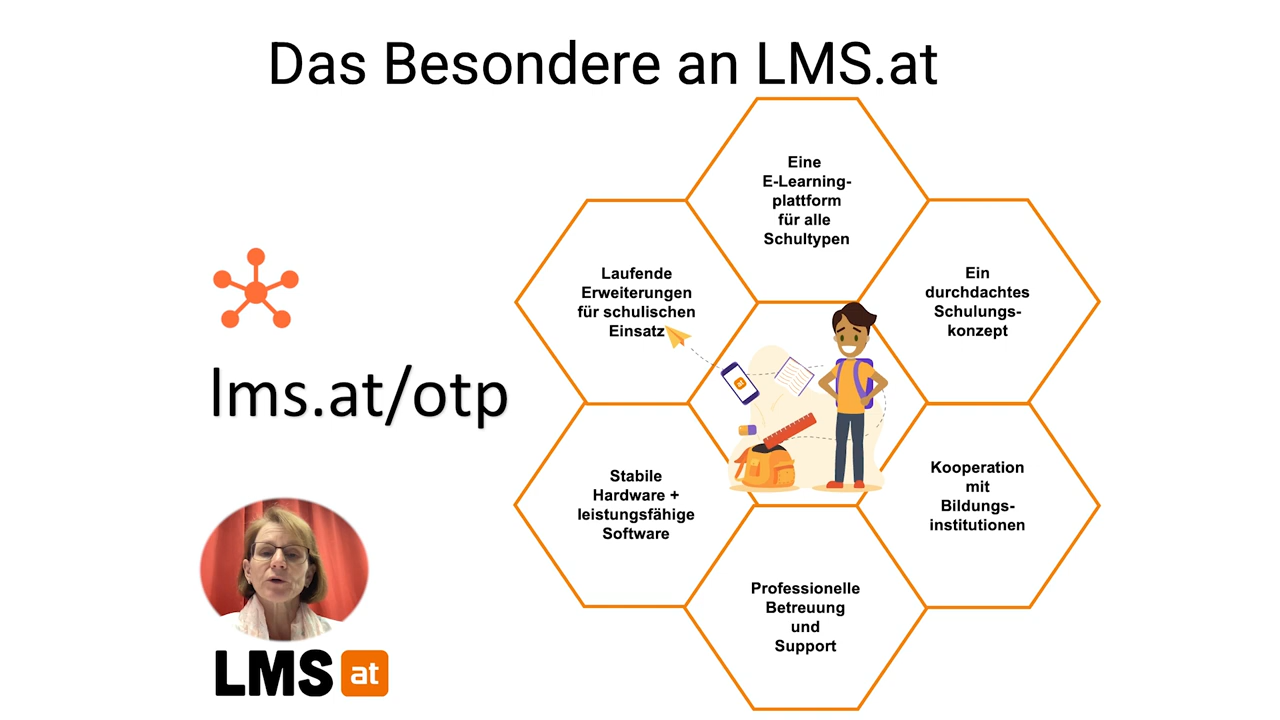 Das Besondere an LMS.at
Eine
E-Learning-
plattform
für alle
Schultypen
Laufende
Erweiterungen
für schulischen
Einsatz
Ein
durchdachtes
Schulungs-
konzept
lms.at/otp
Stabile
Hardware +
leistungsfähige
Software
Kooperation
mit
Bildungs-
institutionen
Professionelle
Betreuung
und
Support
LMS at